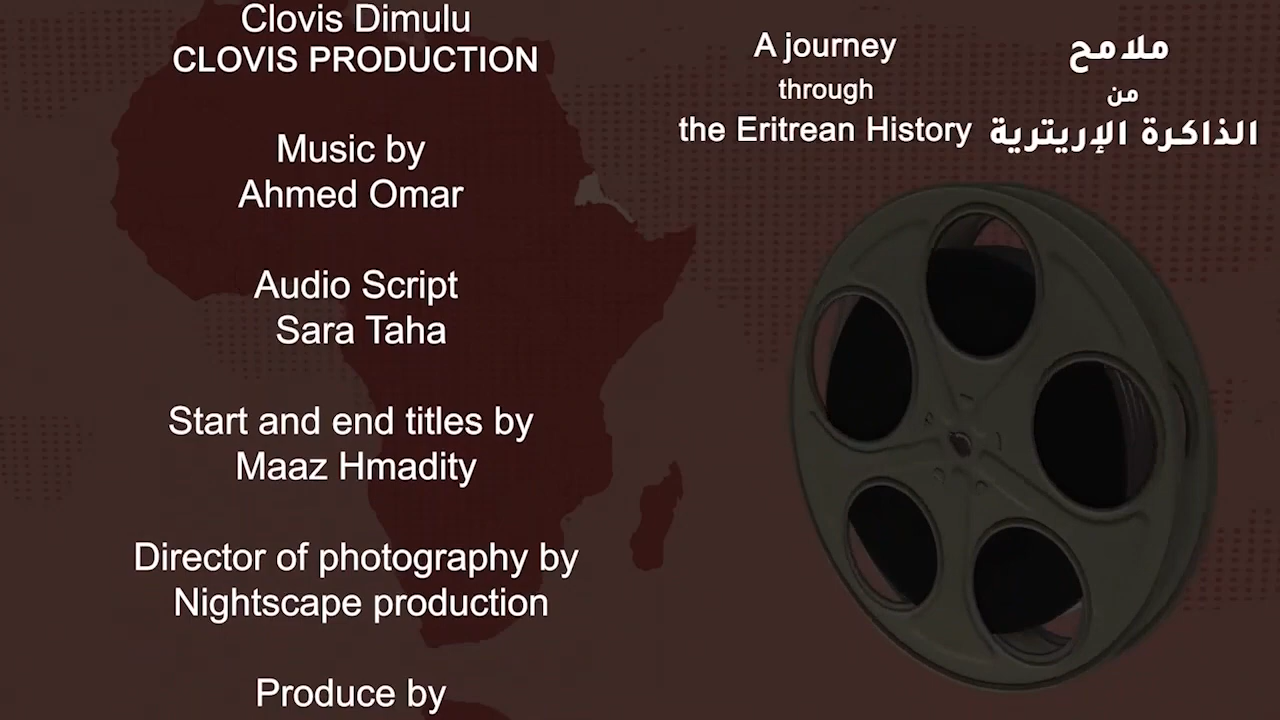 Clovis Dimulu
CLOVIS PRODUCTION
Music by
Ahmed Omar
Audio Script
Sara Taha
Start and end titles by
Maaz Hmadity
Director of photography by
Nightscape production
Produce by
A journey
through
the Eritrean History
ملامح
من
الذاكرة الإريترية